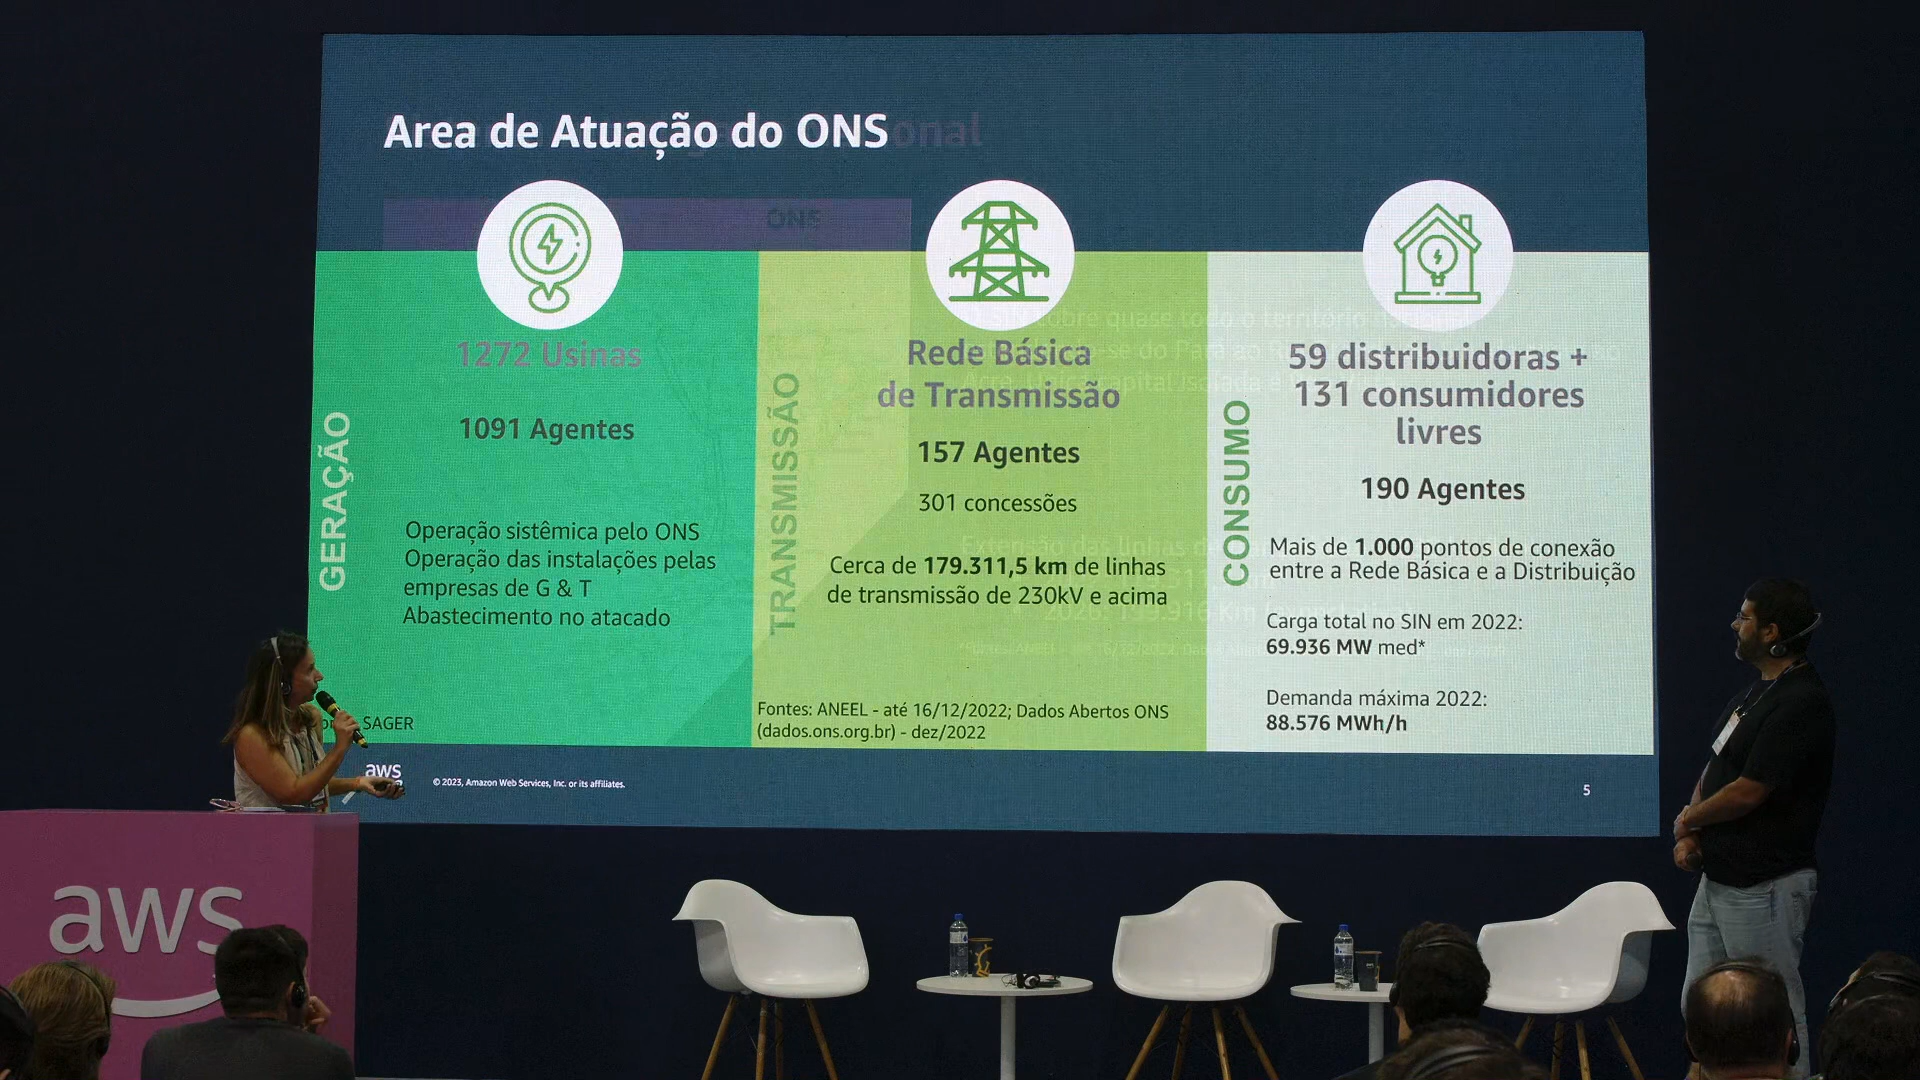 Area de Atuação do ONS
ONS
GERAÇÃO
1272 Usinas
1091 Agentes
Operação sistêmica pelo ONS
Operação das instalações pelas
empresas de G & T
Abastecimento no atacado
SAGER
TRANSMISSÃO
Rede Básica
de Transmissão
157 Agentes
301 concessões
Cerca de 179.311,5 km de linhas
de transmissão de 230kV e acima
Fontes: ANEEL - até 16/12/2022; Dados Abertos ONS
(dados.ons.org.br) - dez/2022
CONSUMO
59 distribuidoras +
131 consumidores
livres
190 Agentes
Mais de 1.000 pontos de conexão
entre a Rede Básica e a Distribuição
Carga total no SIN em 2022:
69.936 MW med*
Demanda máxima 2022:
88.576 MWh/h
aws
© 2023, Amazon Web Services, Inc. or its affiliates.
5
aws